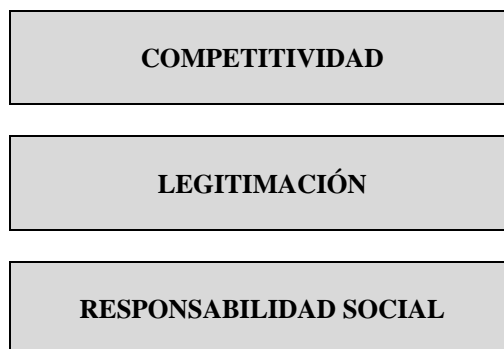 COMPETITIVIDAD
LEGITIMACIÓN
RESPONSABILIDAD SOCIAL